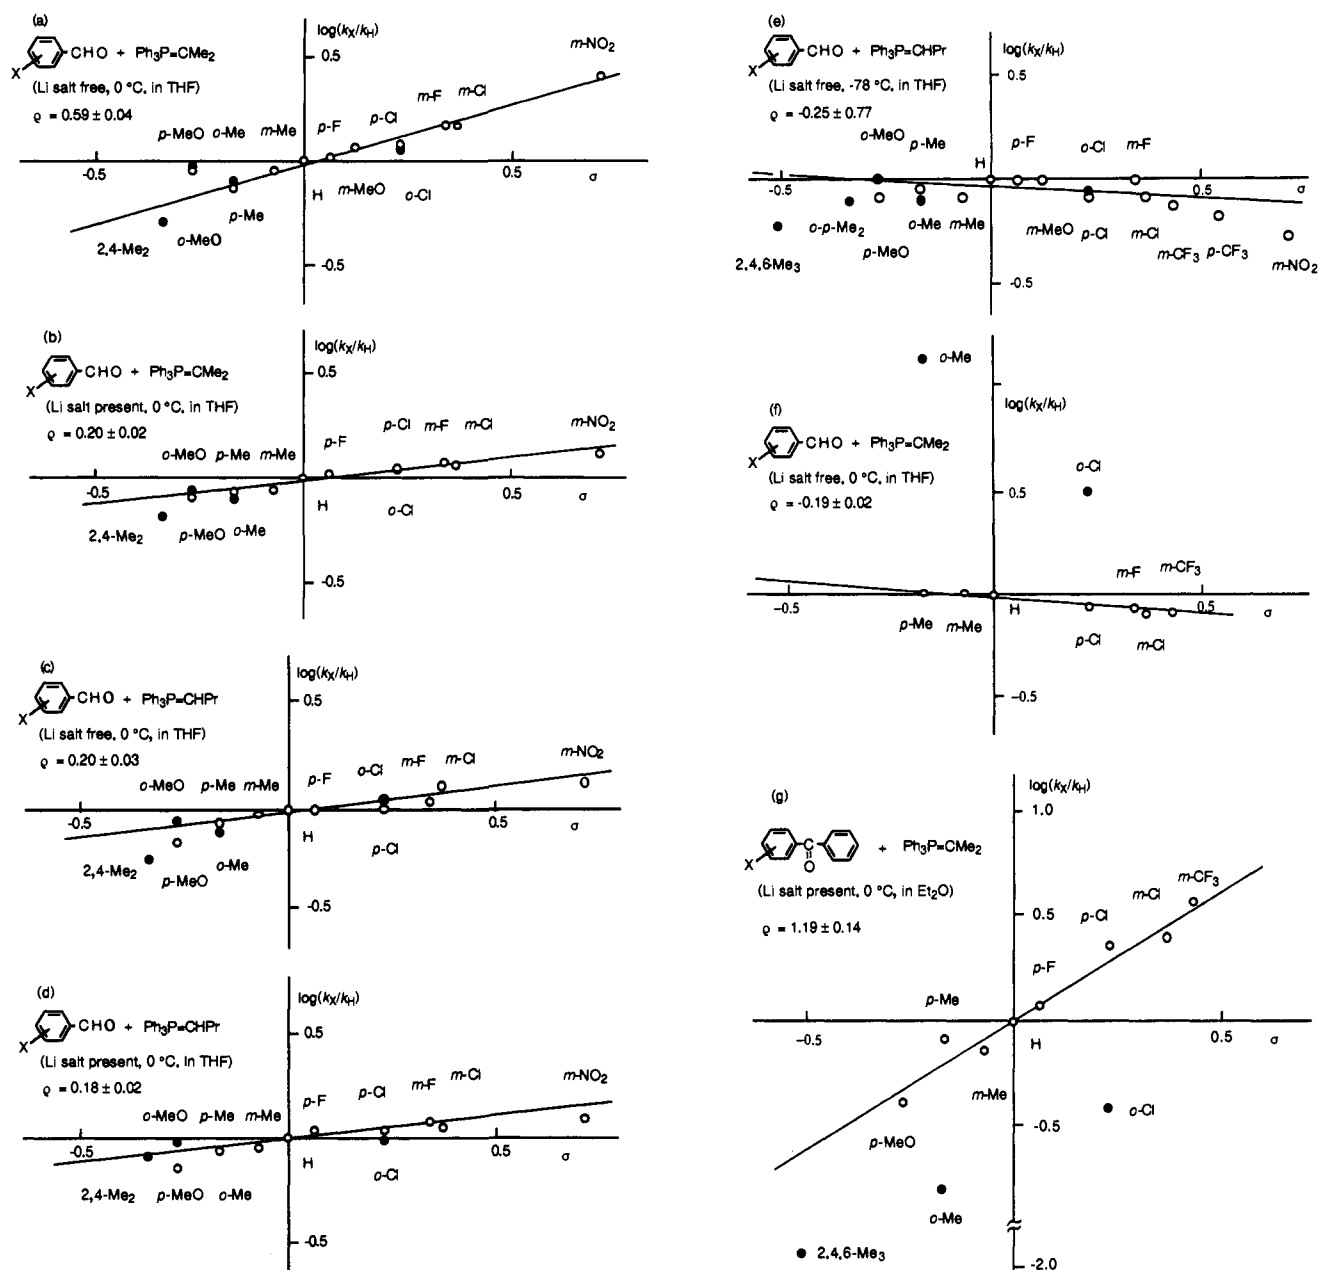 (a)
log(kX/kH)
X CHO + Ph3P=CMe2
(Li salt free, 0 °C, in THF)
ϱ = 0.59 ± 0.04
0.5
m-NO2
p-MeO o-Me m-Me p-F p-Cl m-F m-Cl
-0.5 0.5 σ
H m-MeO o-Cl
p-Me
o-MeO
2,4-Me2
-0.5
(b)
log(kX/kH)
X CHO + Ph3P=CMe2
(Li salt present, 0 °C, in THF)
ϱ = 0.20 ± 0.02
0.5
o-MeO p-Me m-Me p-F p-Cl m-F m-Cl m-NO2
-0.5 0.5 σ
H o-Cl
2,4-Me2 p-MeO o-Me
-0.5
(c)
log(kX/kH)
X CHO + Ph3P=CHPr
(Li salt free, 0 °C, in THF)
ϱ = 0.20 ± 0.03
0.5
o-MeO p-Me m-Me p-F o-Cl m-F m-Cl m-NO2
-0.5 0.5 σ
H p-Cl
2,4-Me2 p-MeO o-Me
-0.5
(d)
log(kX/kH)
X CHO + Ph3P=CHPr
(Li salt present, 0 °C, in THF)
ϱ = 0.18 ± 0.02
0.5
o-MeO p-Me m-Me p-F p-Cl m-F m-Cl m-NO2
-0.5 0.5 σ
H o-Cl
2,4-Me2 p-MeO o-Me
-0.5
(e)
log(kX/kH)
X CHO + Ph3P=CHPr
(Li salt free, -78 °C, in THF)
ϱ = -0.25 ± 0.77
0.5
o-MeO p-Me H p-F o-Cl m-F
-0.5 0.5 σ
o-p-Me2 o-Me m-Me m-MeO p-Cl m-Cl
p-MeO m-CF3 p-CF3
2,4,6-Me3 m-NO2
-0.5
o-Me
(f)
log(kX/kH)
X CHO + Ph3P=CMe2
(Li salt free, 0 °C, in THF)
ϱ = -0.19 ± 0.02
o-Cl
0.5
m-F m-CF3
-0.5 0.5 σ
H
p-Me m-Me p-Cl m-Cl
-0.5
(g)
log(kX/kH)
1.0
X C O + Ph3P=CMe2
(Li salt present, 0 °C, in Et2O)
ϱ = 1.19 ± 0.14
0.5
p-Cl m-Cl m-CF3
p-Me p-F
-0.5 0.5 σ
H
m-Me
p-MeO
-0.5
o-Cl
o-Me
2,4,6-Me3
-2.0